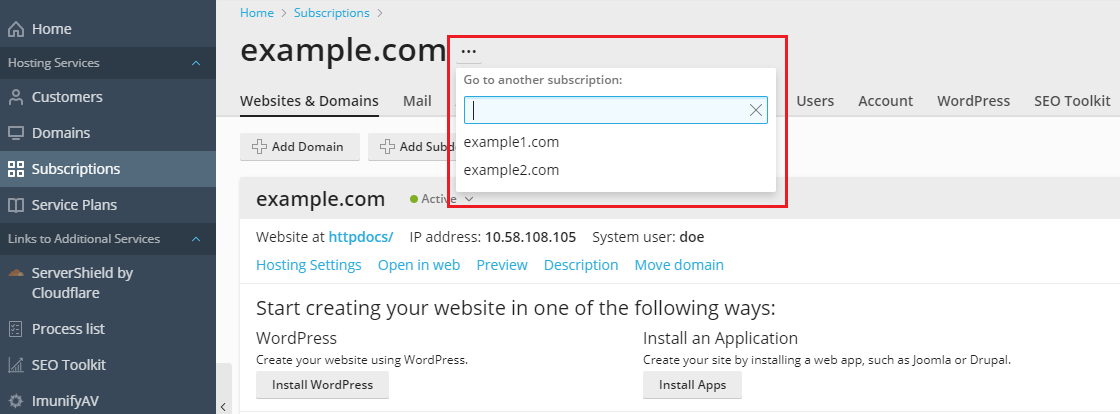 Home
Hosting Services
Customers
Domains
Subscriptions
Service Plans
Links to Additional Services
ServerShield by
Cloudflare
Process list
SEO Toolkit
ImunifyAV
Home > Subscriptions >
example.com ...
Go to another subscription:
example1.com
example2.com
Websites & Domains Mail Users Account WordPress SEO Toolkit
Add Domain Add Subd
example.com Active
Website at httpdocs/ IP address: 10.58.108.105 System user: doe
Hosting Settings Open in web Preview Description Move domain
Start creating your website in one of the following ways:
WordPress
Create your website using WordPress.
Install WordPress
Install an Application
Create your site by installing a web app, such as Joomla or Drupal.
Install Apps